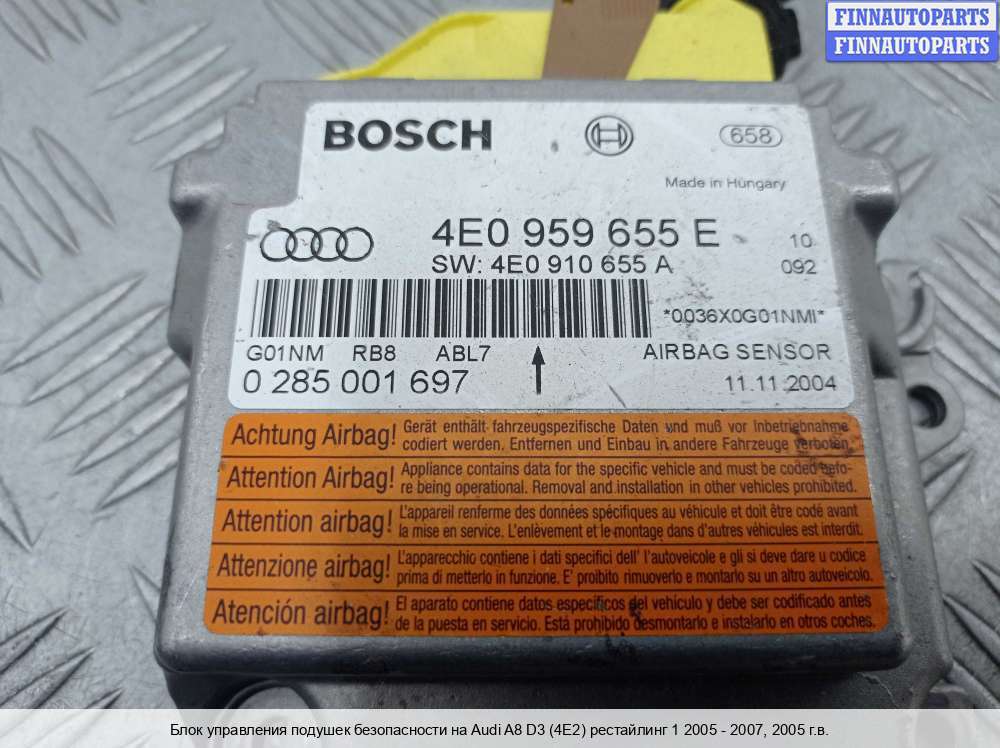 FINNAUTOPARTS
FINNAUTOPARTS
BOSCH
658
Made in Hungary
4E0 959 655 E
10
SW: 4E0 910 655 A
092
*0036X0G01NMI*
G01NM RB8 ABL7
AIRBAG SENSOR
0 285 001 697
11.11.2004
Achtung Airbag! Gerät enthält fahrzeugspezifische Daten und muß vor Inbetriebnahme
codiert werden. Entfernen und Einbau in andere Fahrzeuge verboten.
Attention Airbag! Appliance contains data for the specific vehicle and must be coded befo-
re being operational. Removal and installation in other vehicles prohibited.
Attention airbag! L'appareil renferme des données spécifiques au véhicule et doit être codé avant
la mise en service. L'enlèvement et le montage dans d'autres véhicules est interdit.
Attenzione airbag! L'apparecchio contiene i dati specifici dell' l'autoveicole e gli si deve dare u codice
prima di metterlo in funzione. E' proibito rimuoverlo e montarlo su un altro autoveicolo.
Atención airbag! El aparato contiene datos específicos del vehículo y debe ser codificado antes
de la puesta en servicio. Está prohibido desmontarlo e instalarlo en otros coches.
Блок управления подушек безопасности на Audi A8 D3 (4E2) рестайлинг 1 2005 - 2007, 2005 г.в.